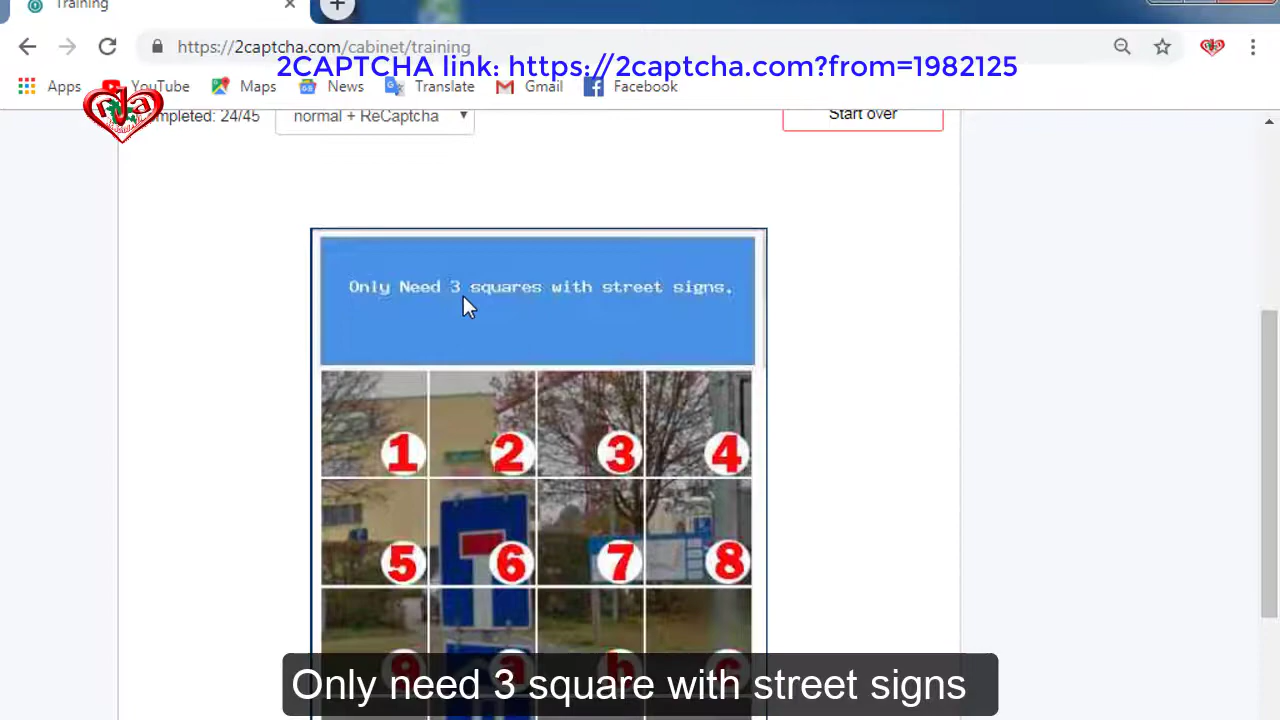 Training
https://2captcha.com/cabinet/training
2CAPTCHA link: https://2captcha.com?from=1982125
Apps YouTube Maps News Translate Gmail Facebook
mpleted: 24/45 normal + ReCaptcha Start over
Only Need 3 squares with street signs.
1 2 3 4
5 6 7 8
9 a b c
Only need 3 square with street signs